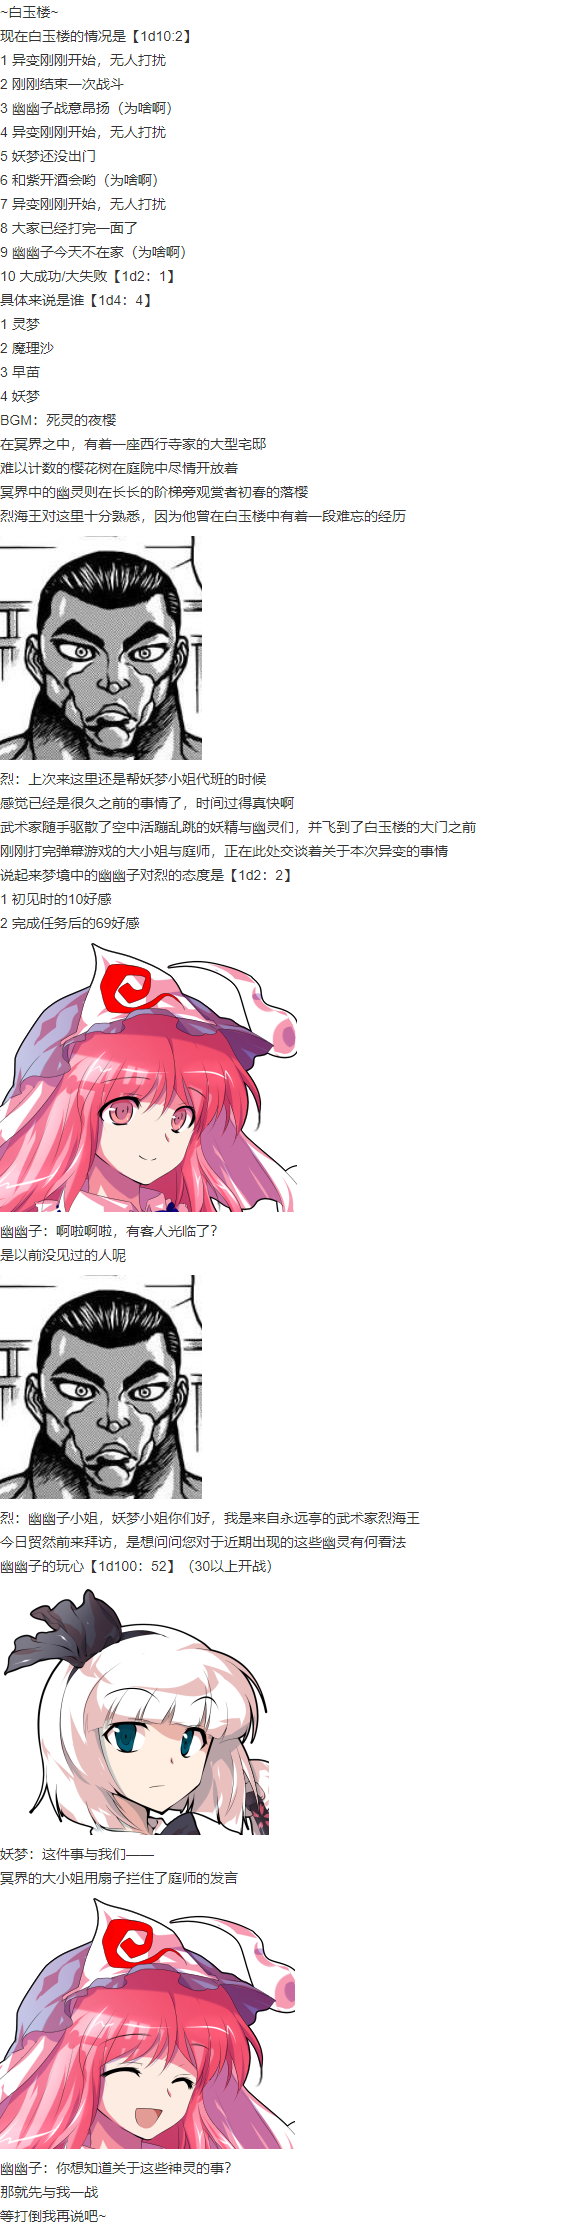 ~白玉楼~
现在白玉楼的情况是【1d10:2】
1 异变刚刚开始，无人打扰
2 刚刚结束一次战斗
3 幽幽子战意昂扬（为啥啊）
4 异变刚刚开始，无人打扰
5 妖梦还没出门
6 和紫开酒会哟（为啥啊）
7 异变刚刚开始，无人打扰
8 大家已经打完一面了
9 幽幽子今天不在家（为啥啊）
10 大成功/大失败【1d2：1】
具体来说是谁【1d4：4】
1 灵梦
2 魔理沙
3 早苗
4 妖梦
BGM：死灵的夜樱
在冥界之中，有着一座西行寺家的大型宅邸
难以计数的樱花树在庭院中尽情开放着
冥界中的幽灵则在长长的阶梯旁观赏者初春的落樱
烈海王对这里十分熟悉，因为他曾在白玉楼中有着一段难忘的经历
烈：上次来这里还是帮妖梦小姐代班的时候
感觉已经是很久之前的事情了，时间过得真快啊
武术家随手驱散了空中活蹦乱跳的妖精与幽灵们，并飞到了白玉楼的大门之前
刚刚打完弹幕游戏的大小姐与庭师，正在此处交谈着关于本次异变的事情
说起来梦境中的幽幽子对烈的态度是【1d2：2】
1 初见时的10好感
2 完成任务后的69好感
幽幽子：啊啦啊啦，有客人光临了？
是以前没见过的人呢
烈：幽幽子小姐，妖梦小姐你们好，我是来自永远亭的武术家烈海王
今日贸然前来拜访，是想问问您对于近期出现的这些幽灵有何看法
幽幽子的玩心【1d100：52】（30以上开战）
妖梦：这件事与我们——
冥界的大小姐用扇子拦住了庭师的发言
幽幽子：你想知道关于这些神灵的事？
那就先与我一战
等打倒我再说吧~